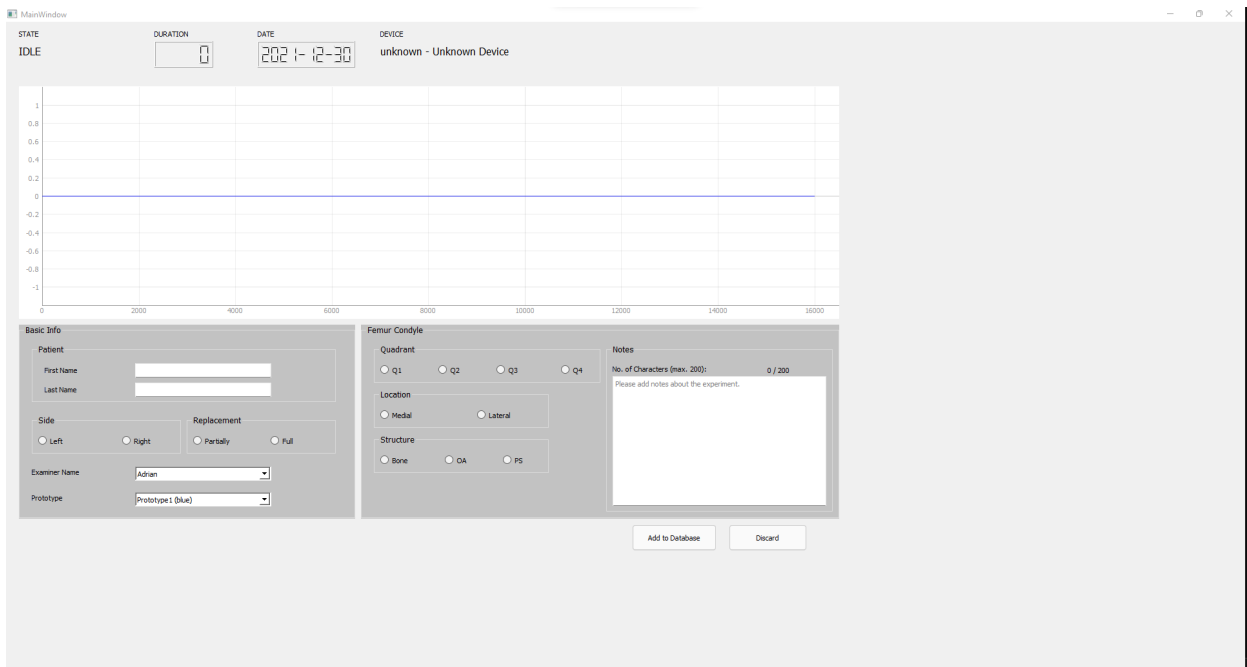 MainWindow
STATE DURATION DATE DEVICE
IDLE 0 2021-12-30 unknown - Unknown Device
1
0.8
0.6
0.4
0.2
0
-0.2
-0.4
-0.6
-0.8
-1
0 2000 4000 6000 8000 10000 12000 14000 16000
Basic Info
Patient
First Name
Last Name
Side
Left Right
Replacement
Partially Full
Examiner Name Adrian
Prototype Prototype1 (blue)
Femur Condyle
Quadrant
Q1 Q2 Q3 Q4
Location
Medial Lateral
Structure
Bone OA PS
Notes
No. of Characters (max. 200): 0 / 200
Please add notes about the experiment.
Add to Database Discard